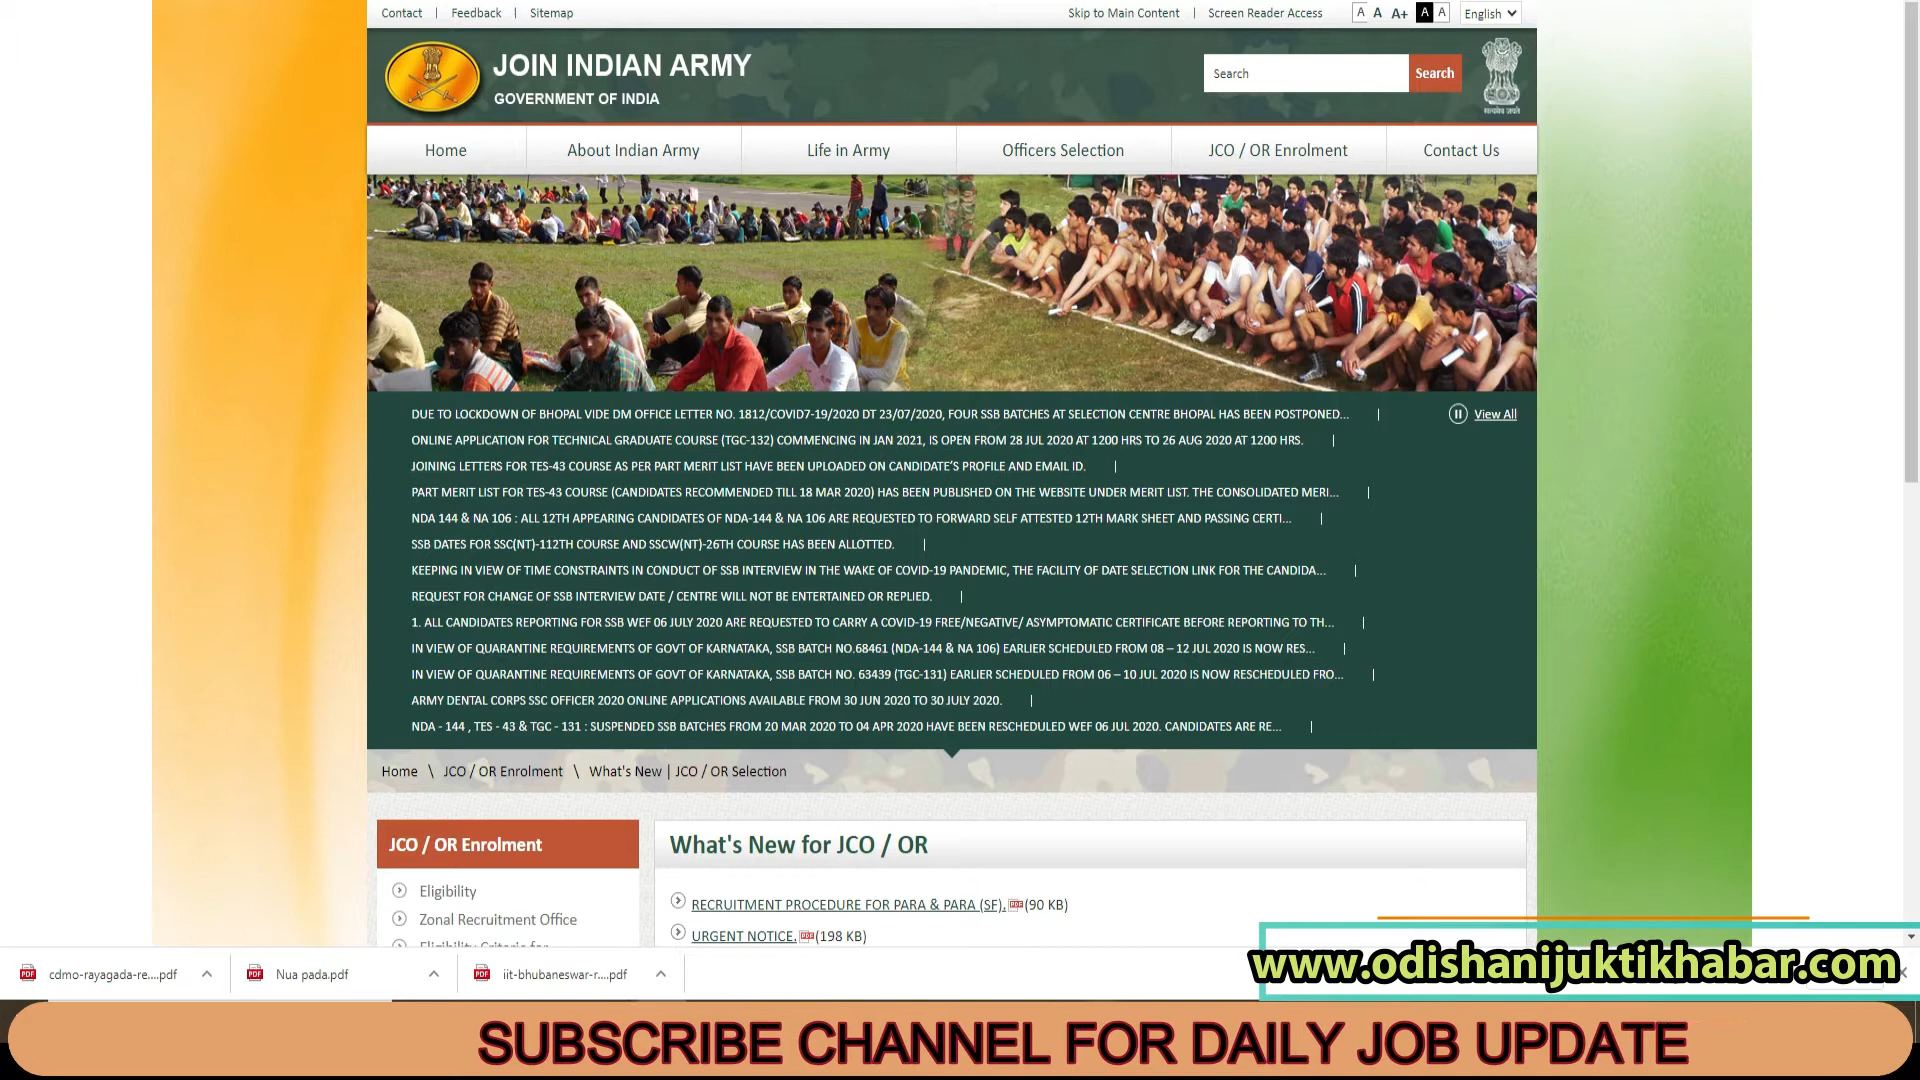 Contact | Feedback | Sitemap
Skip to Main Content | Screen Reader Access A A A+ A A English
JOIN INDIAN ARMY
GOVERNMENT OF INDIA
Search Search
सत्यमेव जयते
Home About Indian Army Life in Army Officers Selection JCO / OR Enrolment Contact Us
DUE TO LOCKDOWN OF BHOPAL VIDE DM OFFICE LETTER NO. 1812/COVID7-19/2020 DT 23/07/2020, FOUR SSB BATCHES AT SELECTION CENTRE BHOPAL HAS BEEN POSTPONED... | View All
ONLINE APPLICATION FOR TECHNICAL GRADUATE COURSE (TGC-132) COMMENCING IN JAN 2021, IS OPEN FROM 28 JUL 2020 AT 1200 HRS TO 26 AUG 2020 AT 1200 HRS. |
JOINING LETTERS FOR TES-43 COURSE AS PER PART MERIT LIST HAVE BEEN UPLOADED ON CANDIDATE'S PROFILE AND EMAIL ID. |
PART MERIT LIST FOR TES-43 COURSE (CANDIDATES RECOMMENDED TILL 18 MAR 2020) HAS BEEN PUBLISHED ON THE WEBSITE UNDER MERIT LIST. THE CONSOLIDATED MERI... |
NDA 144 & NA 106 : ALL 12TH APPEARING CANDIDATES OF NDA-144 & NA 106 ARE REQUESTED TO FORWARD SELF ATTESTED 12TH MARK SHEET AND PASSING CERTI... |
SSB DATES FOR SSC(NT)-112TH COURSE AND SSCW(NT)-26TH COURSE HAS BEEN ALLOTTED. |
KEEPING IN VIEW OF TIME CONSTRAINTS IN CONDUCT OF SSB INTERVIEW IN THE WAKE OF COVID-19 PANDEMIC, THE FACILITY OF DATE SELECTION LINK FOR THE CANDIDA... |
REQUEST FOR CHANGE OF SSB INTERVIEW DATE / CENTRE WILL NOT BE ENTERTAINED OR REPLIED. |
1. ALL CANDIDATES REPORTING FOR SSB WEF 06 JULY 2020 ARE REQUESTED TO CARRY A COVID-19 FREE/NEGATIVE/ ASYMPTOMATIC CERTIFICATE BEFORE REPORTING TO TH... |
IN VIEW OF QUARANTINE REQUIREMENTS OF GOVT OF KARNATAKA, SSB BATCH NO.68461 (NDA-144 & NA 106) EARLIER SCHEDULED FROM 08 – 12 JUL 2020 IS NOW RES... |
IN VIEW OF QUARANTINE REQUIREMENTS OF GOVT OF KARNATAKA, SSB BATCH NO. 63439 (TGC-131) EARLIER SCHEDULED FROM 06 – 10 JUL 2020 IS NOW RESCHEDULED FRO... |
ARMY DENTAL CORPS SSC OFFICER 2020 ONLINE APPLICATIONS AVAILABLE FROM 30 JUN 2020 TO 30 JULY 2020. |
NDA - 144 , TES - 43 & TGC - 131 : SUSPENDED SSB BATCHES FROM 20 MAR 2020 TO 04 APR 2020 HAVE BEEN RESCHEDULED WEF 06 JUL 2020. CANDIDATES ARE RE... |
Home \ JCO / OR Enrolment \ What's New | JCO / OR Selection
JCO / OR Enrolment
Eligibility
Zonal Recruitment Office
Eligibility Criteria for
What's New for JCO / OR
RECRUITMENT PROCEDURE FOR PARA & PARA (SF). PDF (90 KB)
URGENT NOTICE. PDF (198 KB)
PDF cdmo-rayagada-re....pdf PDF Nua pada.pdf PDF iit-bhubaneswar-r....pdf
www.odishanijuktikhabar.com
SUBSCRIBE CHANNEL FOR DAILY JOB UPDATE